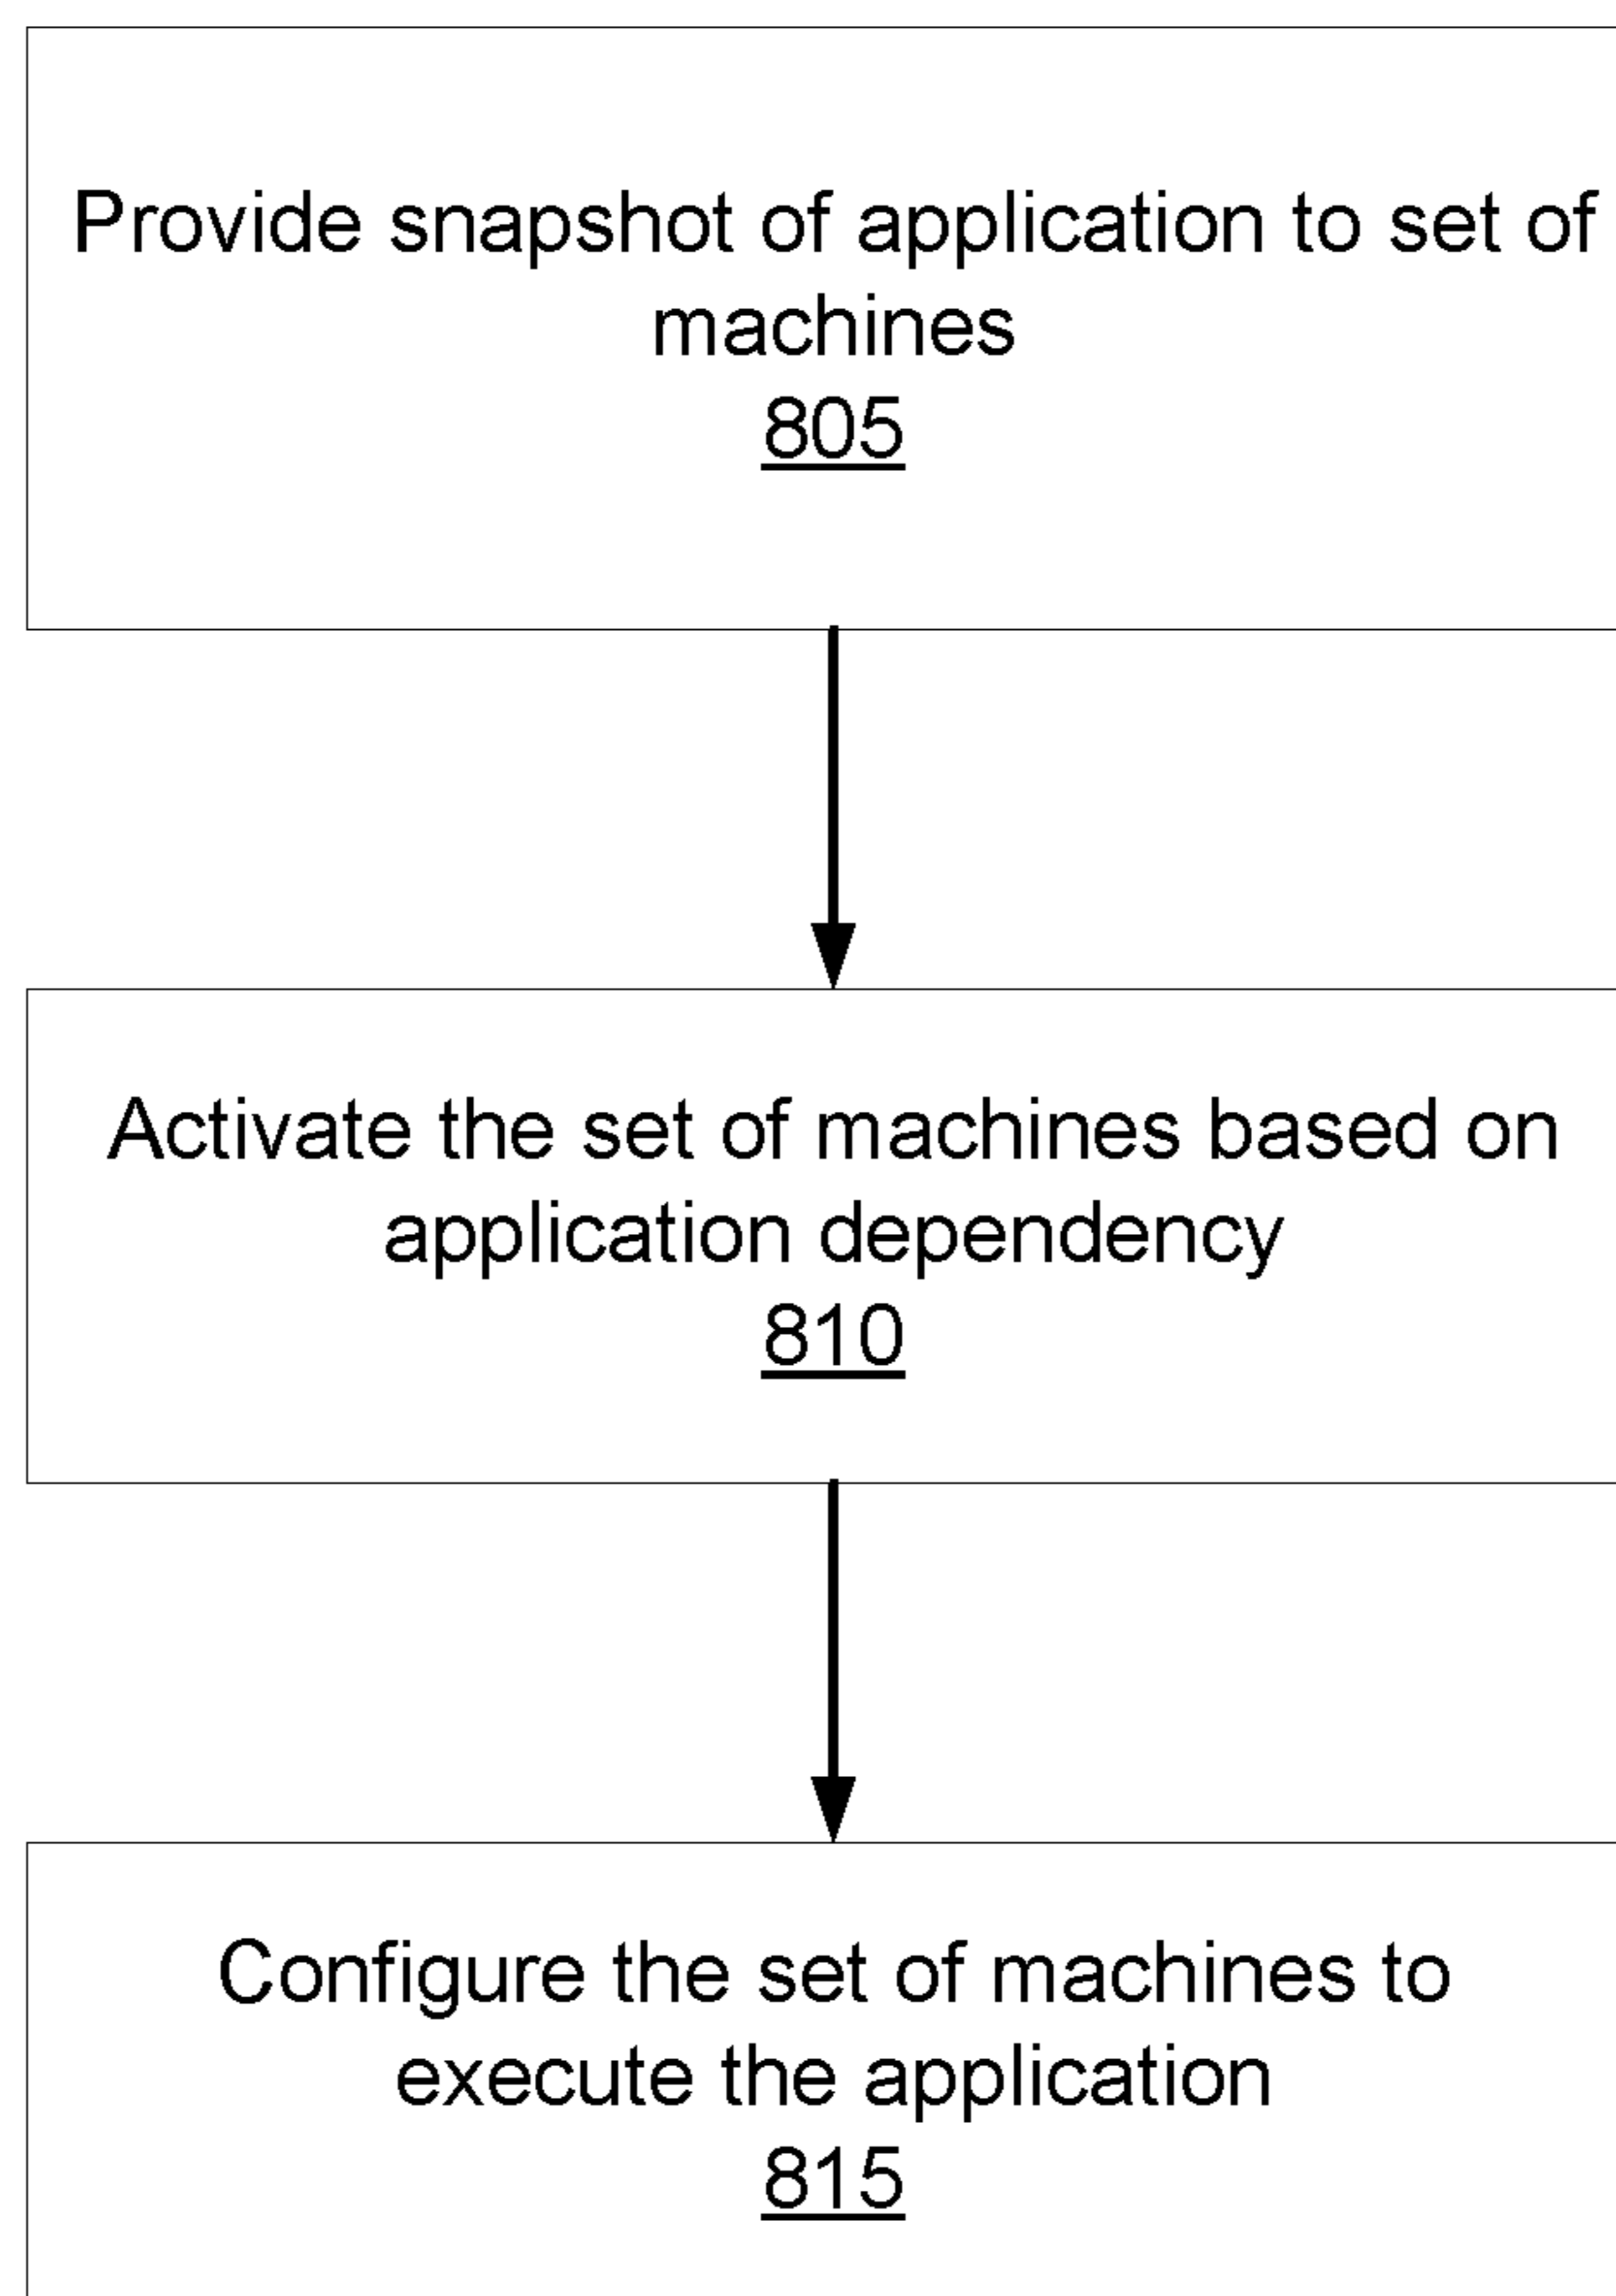 Provide snapshot of application to set of
machines
805
Activate the set of machines based on
application dependency
810
Configure the set of machines to
execute the application
815